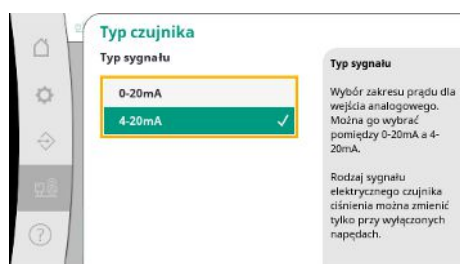 Typ czujnika
Typ sygnału
0-20mA
4-20mA
Typ sygnału
Wybór zakresu prądu dla
wejścia analogowego.
Można go wybrać
pomiędzy 0-20mA a 4-
20mA.
Rodzaj sygnału
elektrycznego czujnika
ciśnienia można zmienić
tylko przy wyłączonych
napędach.